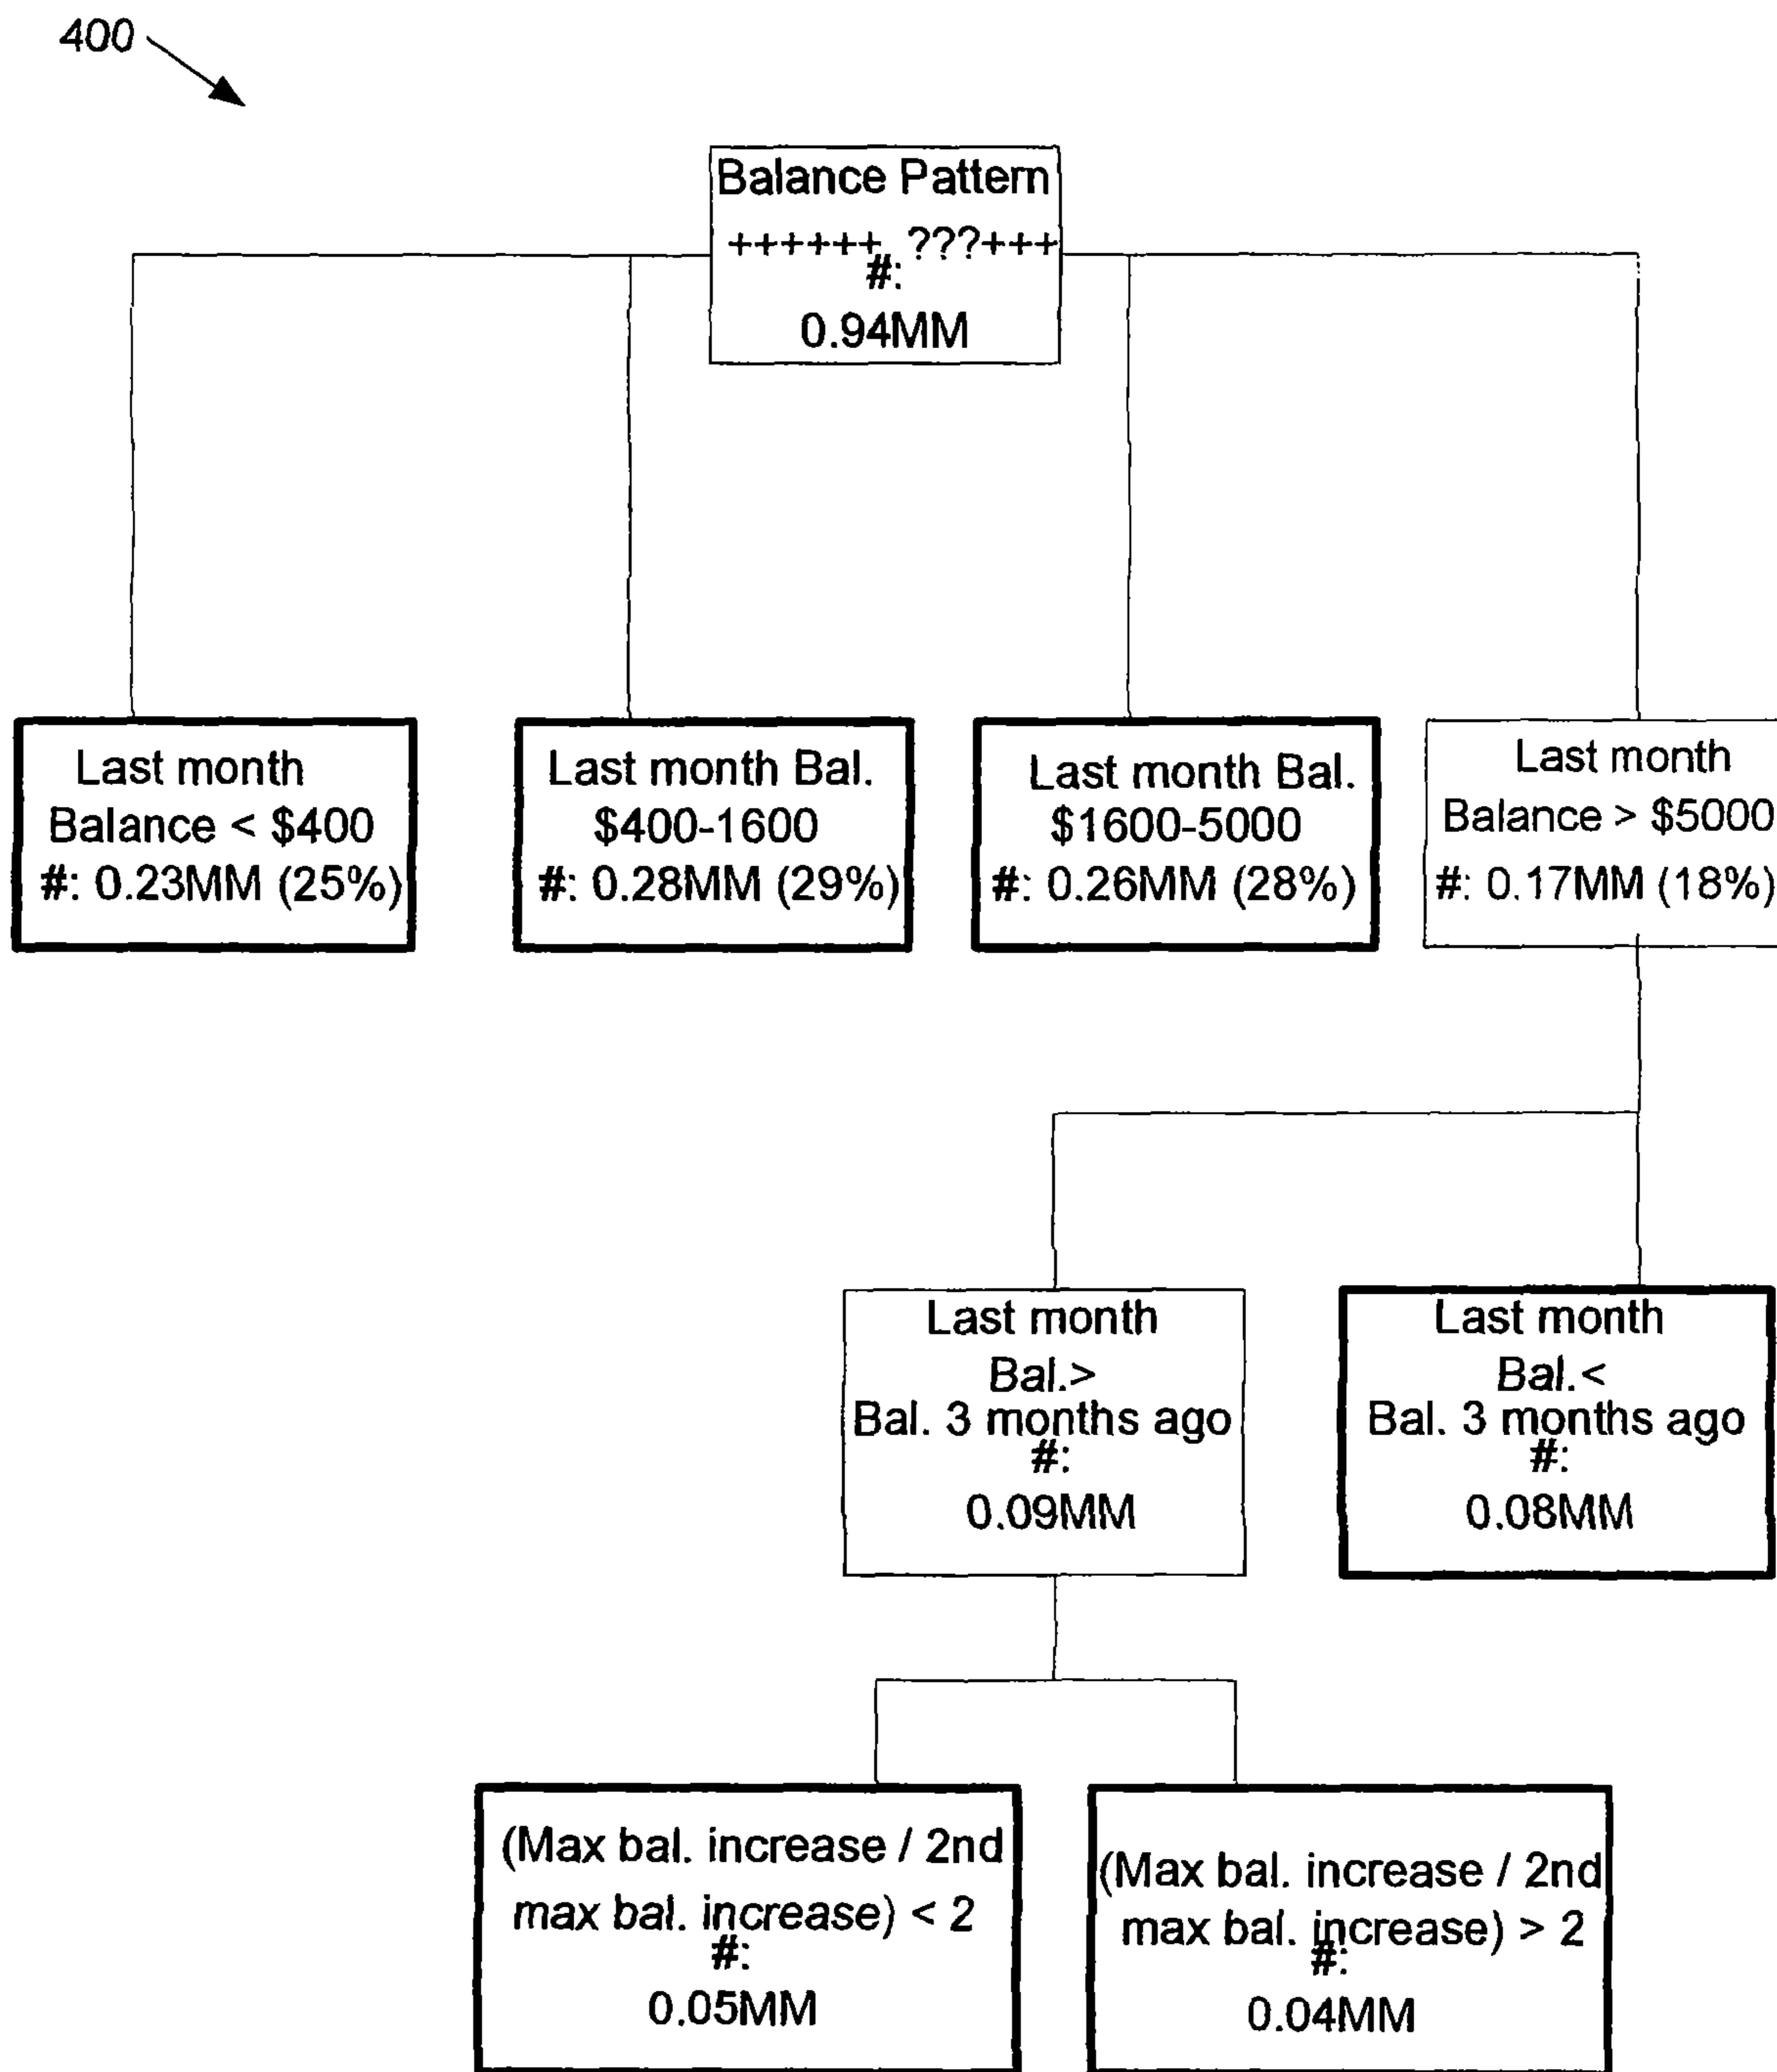 400
Balance Pattern
++++++, ???+++
#:
0.94MM
Last month
Balance < $400
#: 0.23MM (25%)
Last month Bal.
$400-1600
#: 0.28MM (29%)
Last month Bal.
$1600-5000
#: 0.26MM (28%)
Last month
Balance > $5000
#: 0.17MM (18%)
Last month
Bal.>
Bal. 3 months ago
#:
0.09MM
Last month
Bal.<
Bal. 3 months ago
#:
0.08MM
(Max bal. increase / 2nd
max bal. increase) < 2
#:
0.05MM
(Max bal. increase / 2nd
max bal. increase) > 2
#:
0.04MM